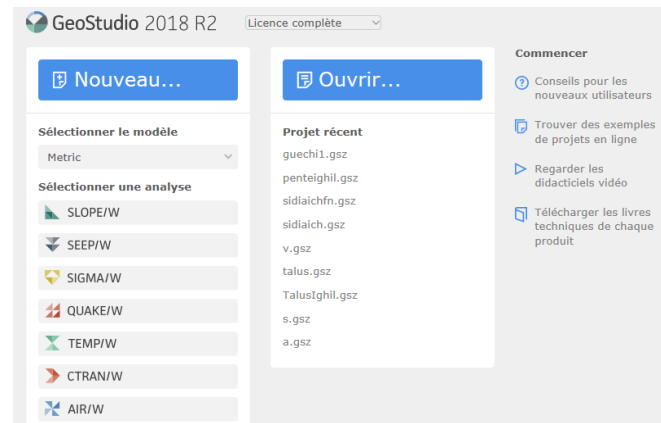 GeoStudio 2018 R2
Licence complète
Nouveau...
Sélectionner le modèle
Metric
Sélectionner une analyse
SLOPE/W
SEEP/W
SIGMA/W
QUAKE/W
TEMP/W
CTRAN/W
AIR/W
Ouvrir...
Projet récent
guechi1.gsz
penteighil.gsz
sidiaichfn.gsz
sidiaich.gsz
v.gsz
talus.gsz
TalusIghil.gsz
s.gsz
a.gsz
Commencer
Conseils pour les
nouveaux utilisateurs
Trouver des exemples
de projets en ligne
Regarder les
didacticiels vidéo
Télécharger les livres
techniques de chaque
produit